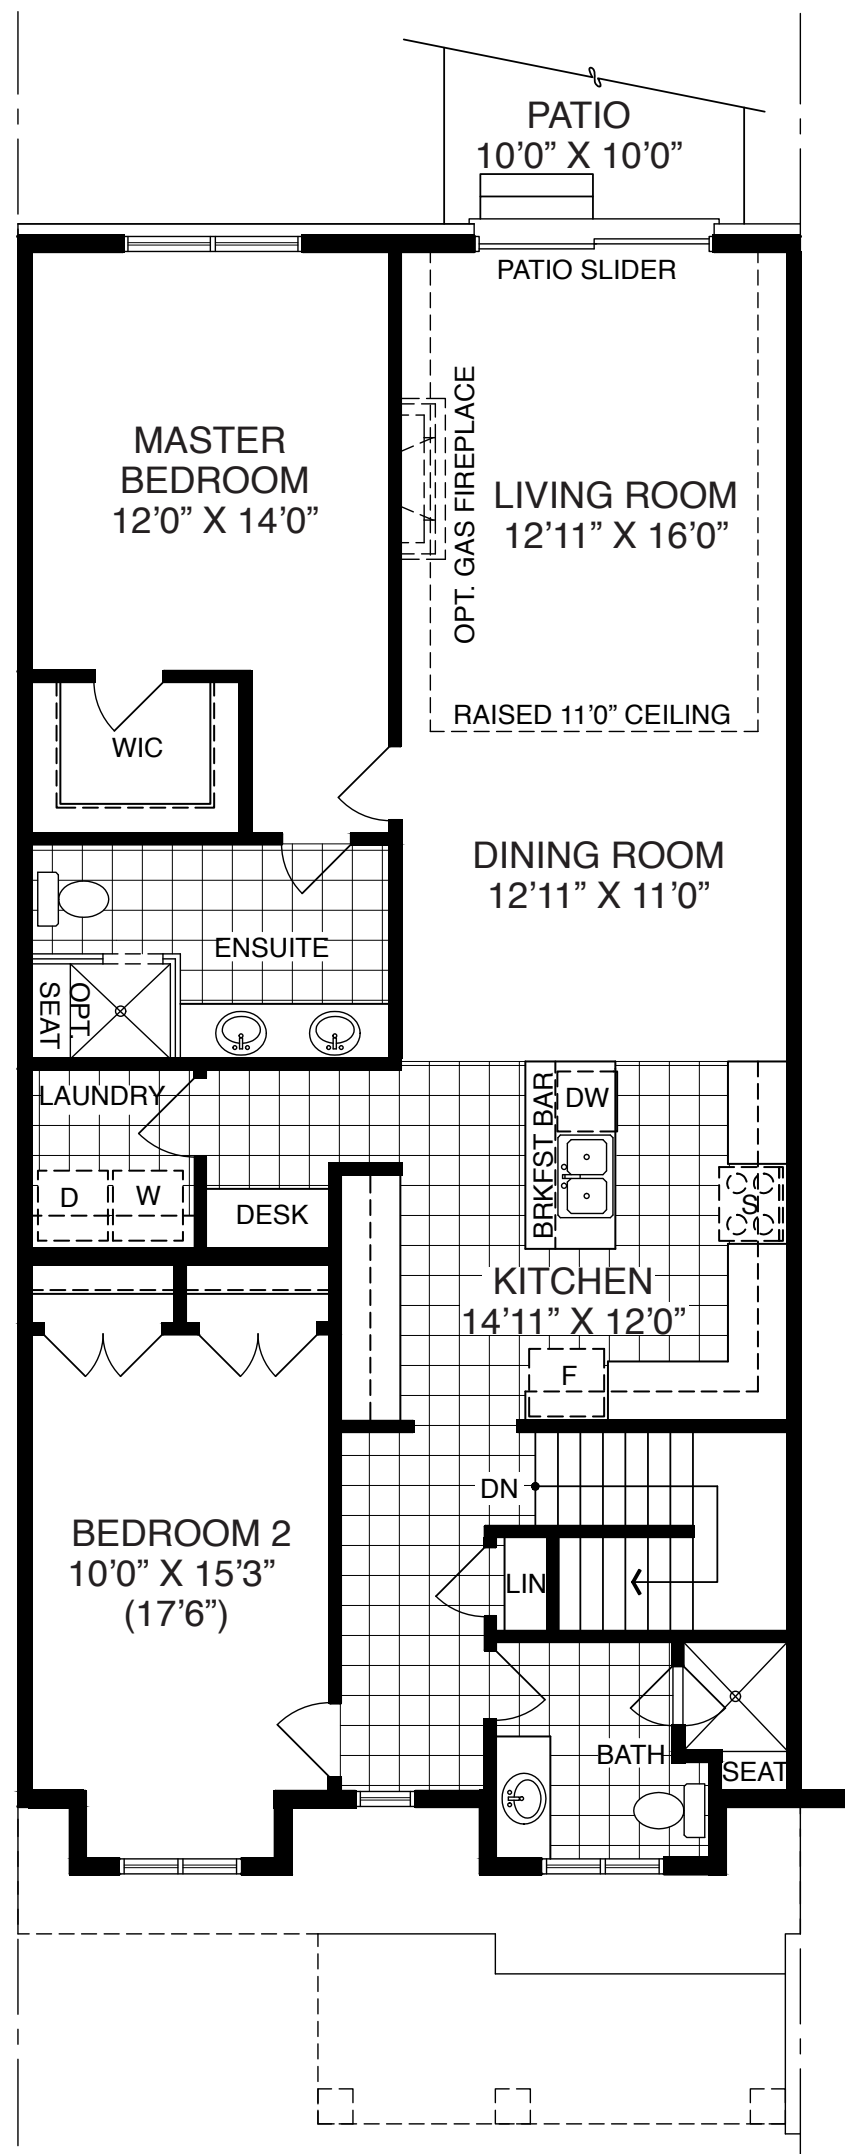 PATIO
10’0” X 10’0”
PATIO SLIDER
MASTER
BEDROOM
12’0” X 14’0”
OPT. GAS FIREPLACE
LIVING ROOM
12’11” X 16’0”
RAISED 11’0” CEILING
WIC
DINING ROOM
12’11” X 11’0”
ENSUITE
OPT.
SEAT
LAUNDRY
BRKFST BAR
DW
D
W
DESK
S
KITCHEN
14’11” X 12’0”
F
DN
BEDROOM 2
10’0” X 15’3”
(17’6”)
LIN
BATH
SEAT